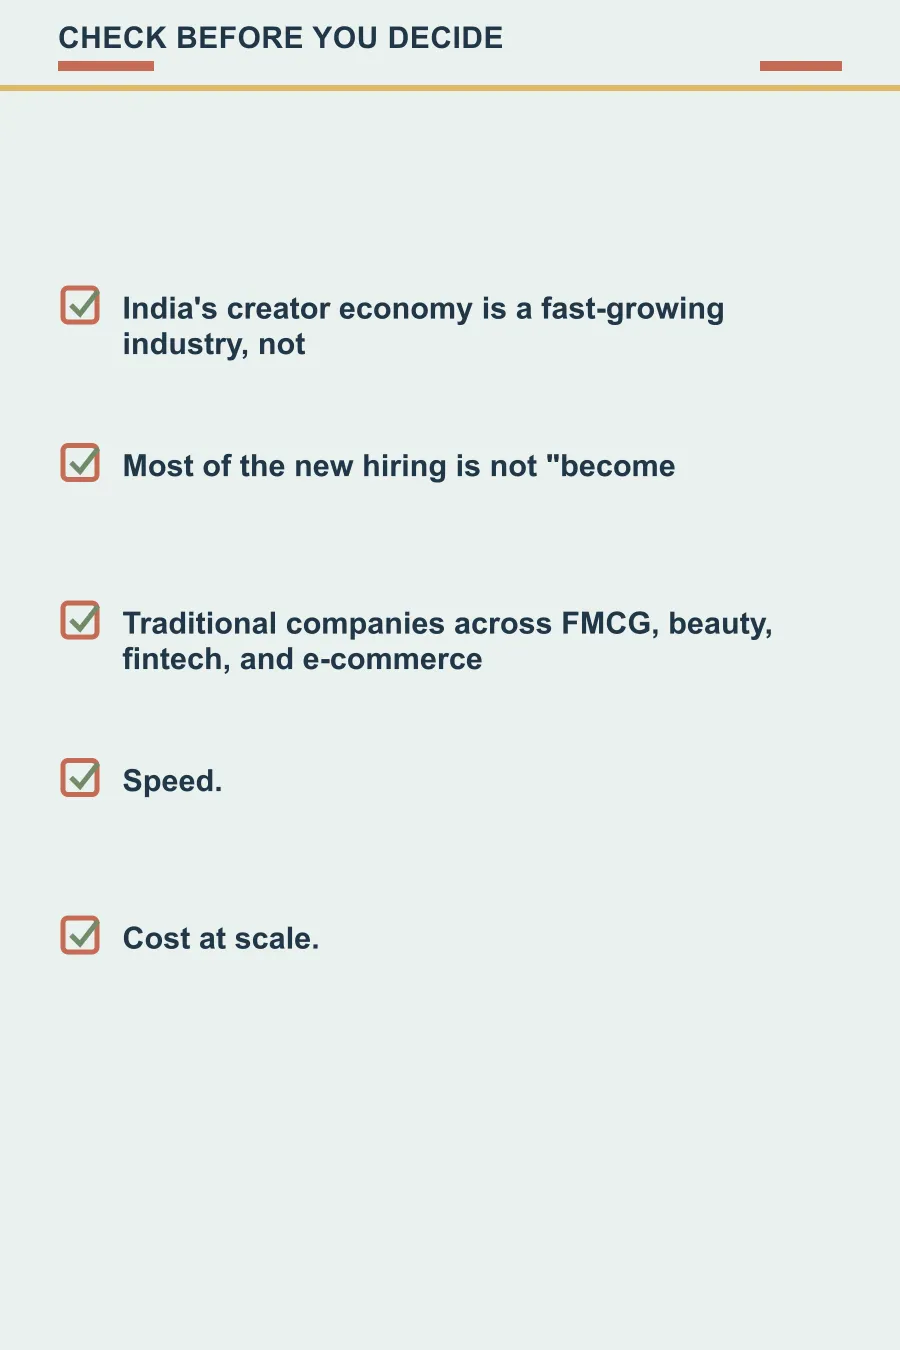 CHECK BEFORE YOU DECIDE
India's creator economy is a fast-growing
industry, not
Most of the new hiring is not "become
Traditional companies across FMCG, beauty,
fintech, and e-commerce
Speed.
Cost at scale.